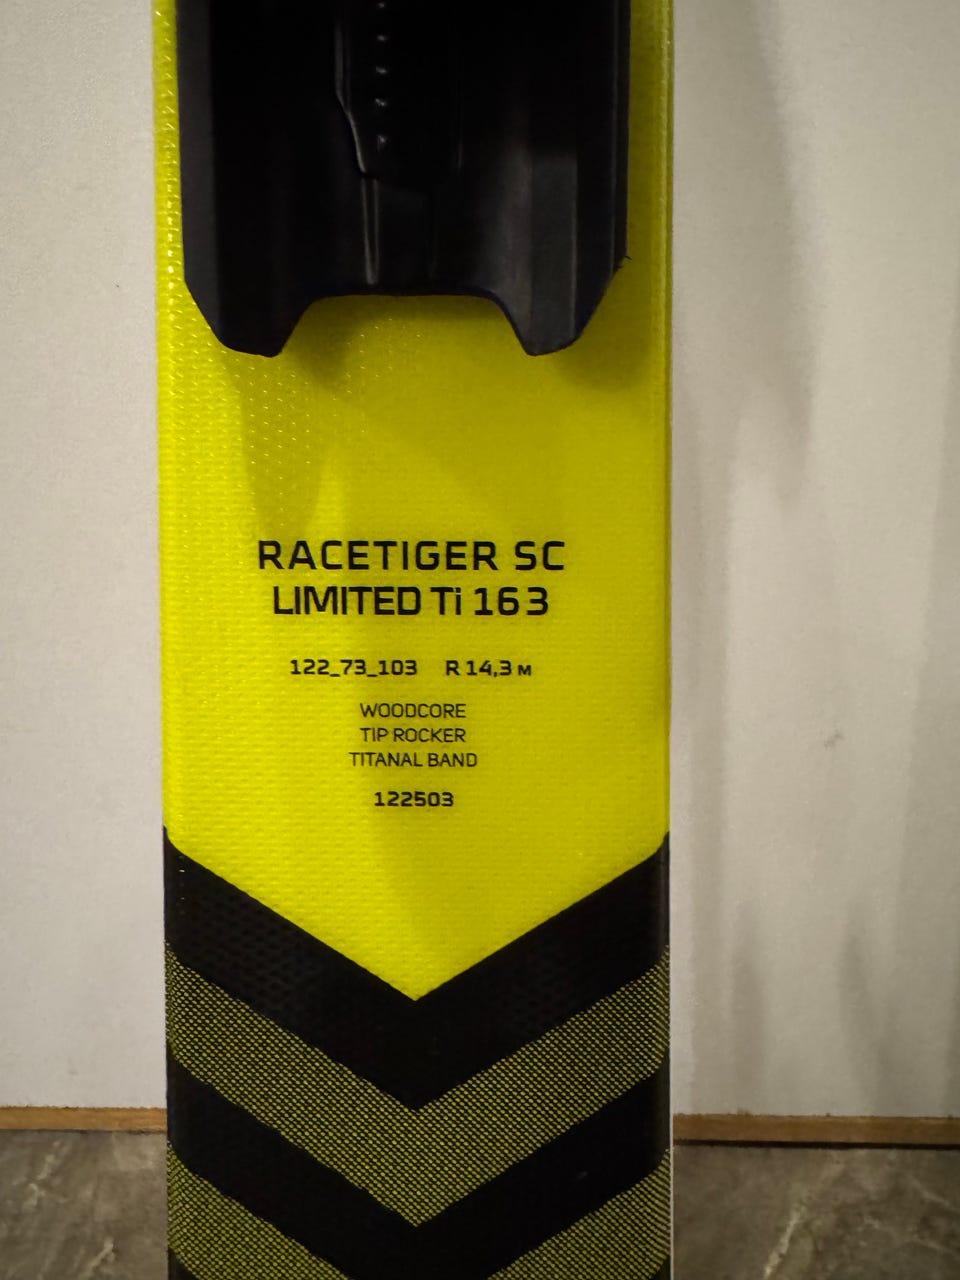 RACETIGER SC
LIMITED Ti 163
122_73_103 R 14,3 M
WOODCORE
TIP ROCKER
TITANAL BAND
122503